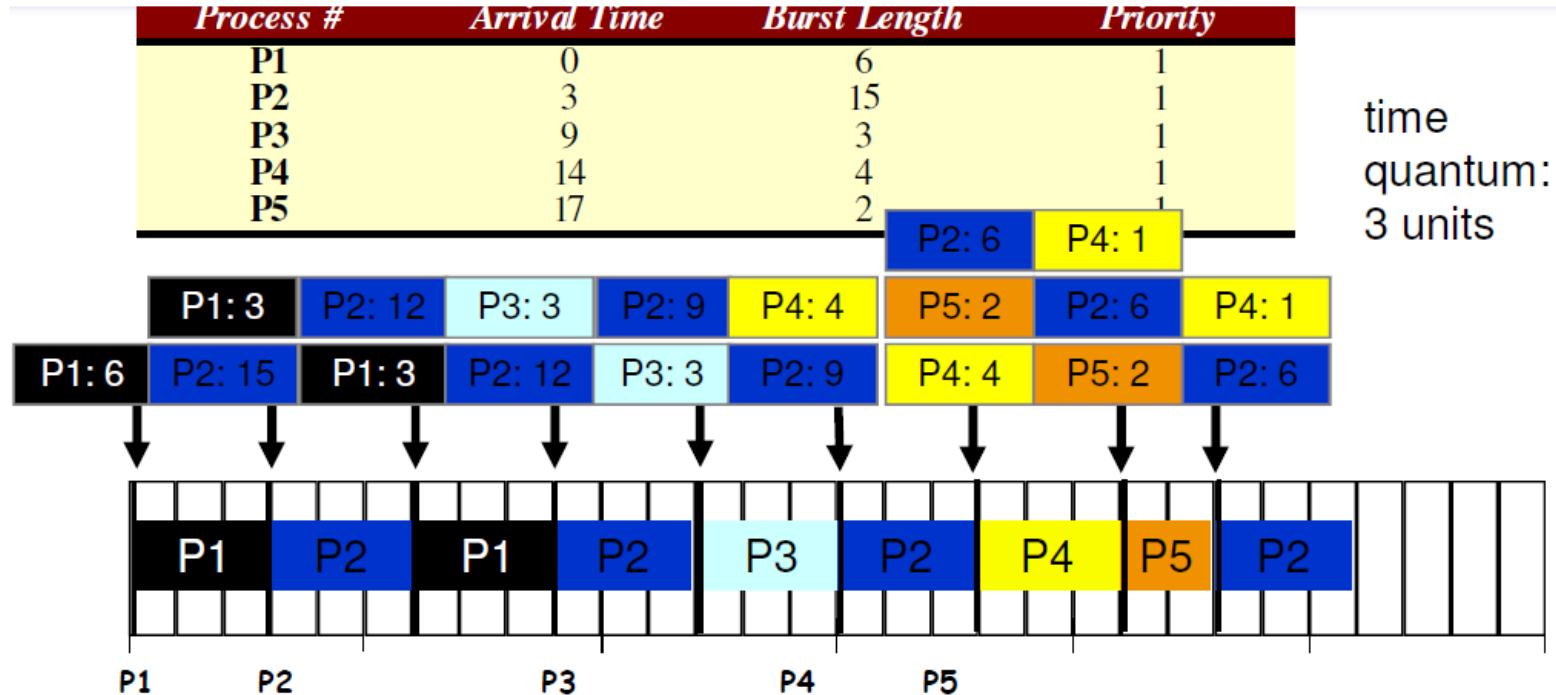 Process # Arrival Time Burst Length Priority
P1 0 6 1
P2 3 15 1
P3 9 3 1
P4 14 4 1
P5 17 2 1
time
quantum:
3 units
P2: 6 P4: 1
P1: 3 P2: 12 P3: 3 P2: 9 P4: 4 P5: 2 P2: 6 P4: 1
P1: 6 P2: 15 P1: 3 P2: 12 P3: 3 P2: 9 P4: 4 P5: 2 P2: 6
P1 P2 P1 P2 P3 P2 P4 P5 P2
P1 P2 P3 P4 P5